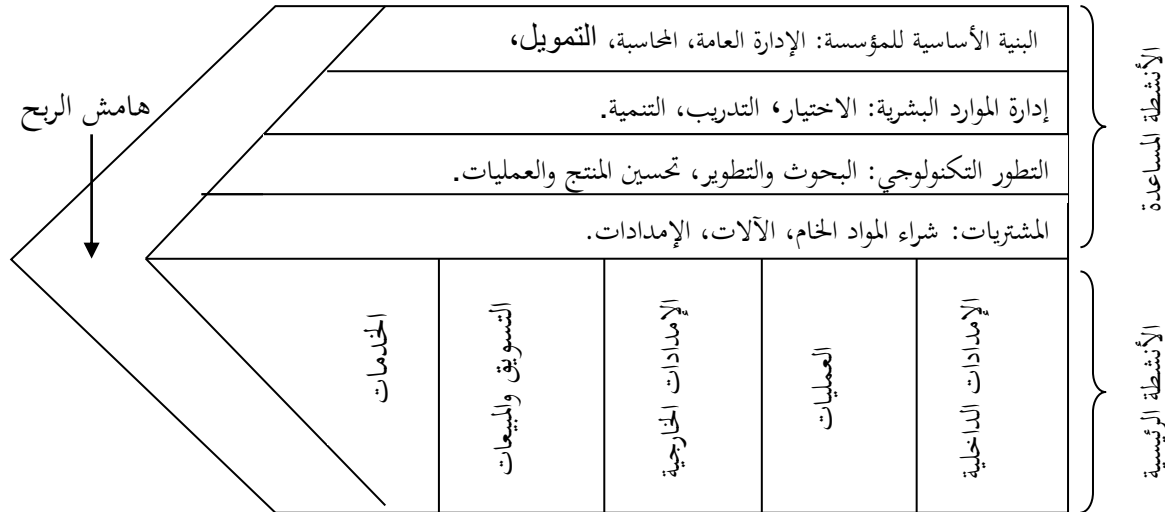 البنية الأساسية للمؤسسة: الإدارة العامة، المحاسبة، التمويل،
إدارة الموارد البشرية: الاختيار، التدريب، التنمية.
التطور التكنولوجي: البحوث والتطوير، تحسين المنتج والعمليات.
المشتريات: شراء المواد الخام، الآلات، الإمدادات.
الأنشطة المساعدة
هامش الربح
الأنشطة الرئيسية
الإمدادات الداخلية
العمليات
الإمدادات الخارجية
التسويق والمبيعات
الخدمات